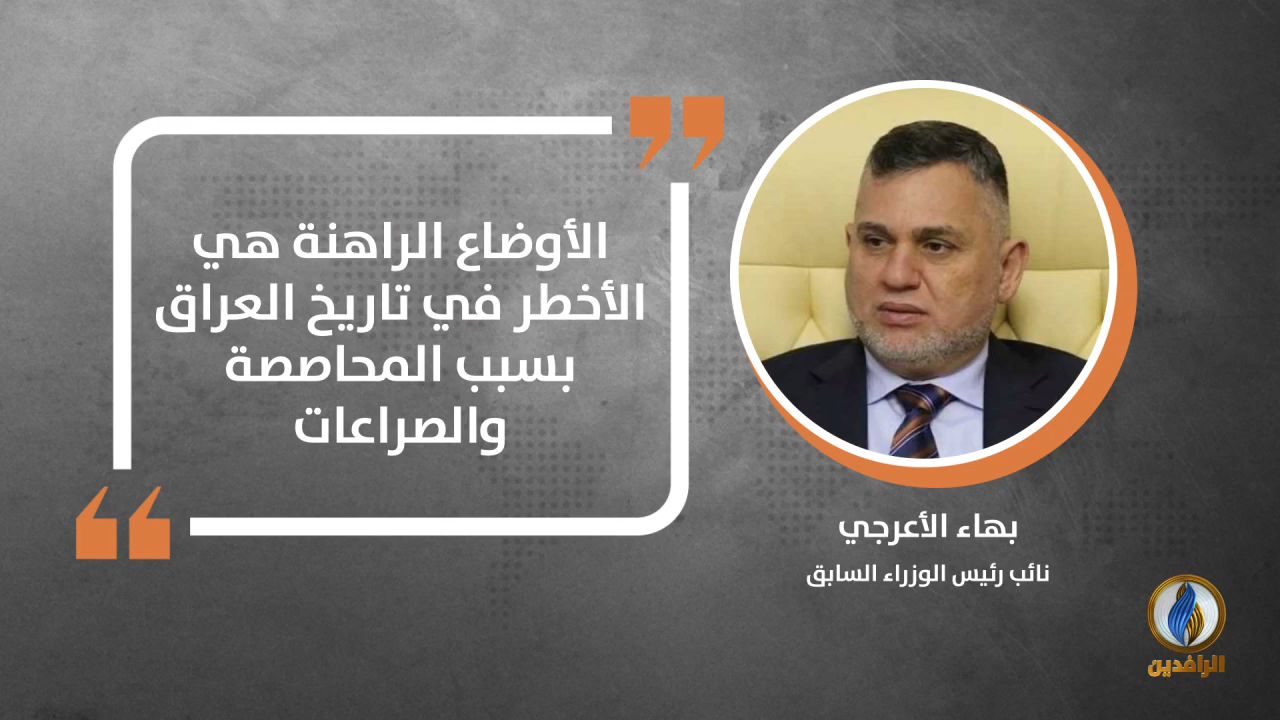 الأوضاع الراهنة هي
الأخطر في تاريخ العراق
بسبب المحاصصة
والصراعات
بهاء الأعرجي
نائب رئيس الوزراء السابق
الرافدين